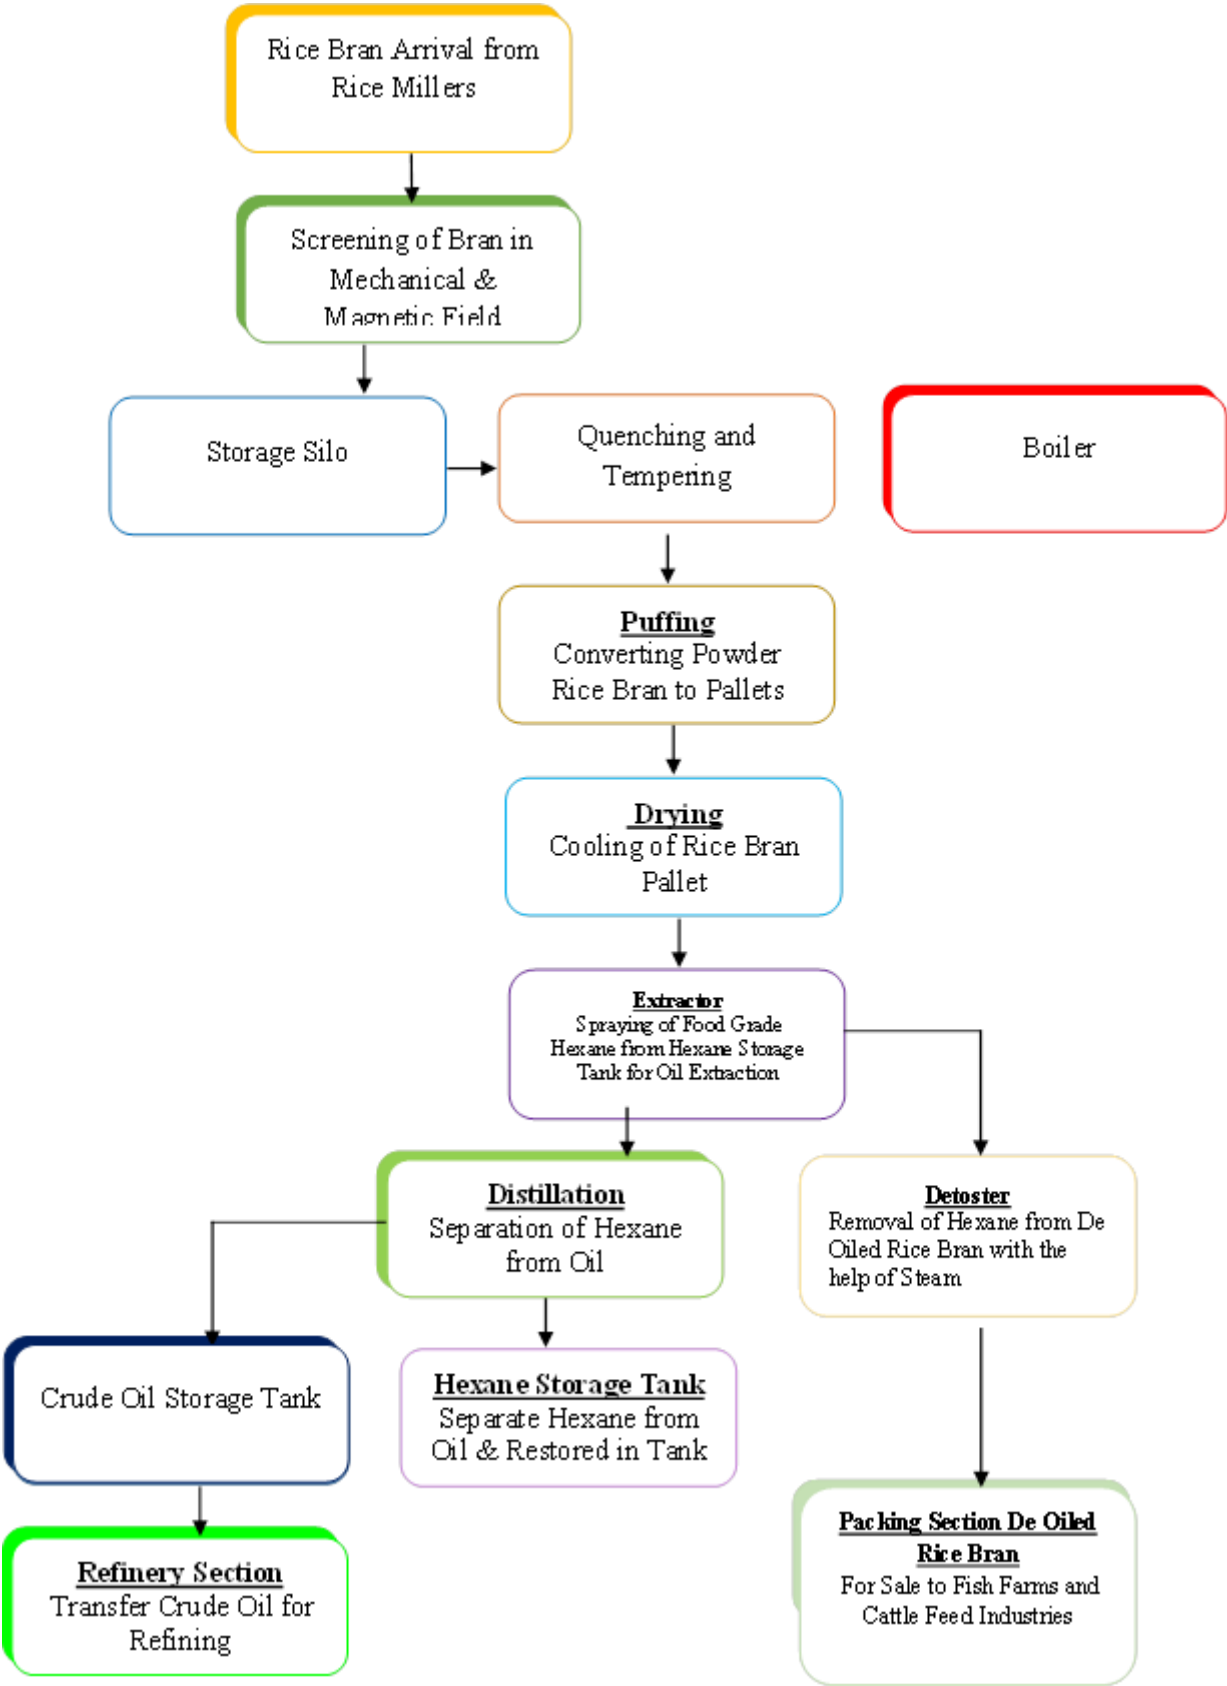 Rice Bran Arrival from
Rice Millers
Screening of Bran in
Mechanical &
Magnetic Field
Storage Silo
Quenching and
Tempering
Boiler
Puffing
Converting Powder
Rice Bran to Pallets
Drying
Cooling of Rice Bran
Pallet
Extractor
Spraying of Food Grade
Hexane from Hexane Storage
Tank for Oil Extraction
Distillation
Separation of Hexane
from Oil
Detoster
Removal of Hexane from De
Oiled Rice Bran with the
help of Steam
Crude Oil Storage Tank
Hexane Storage Tank
Separate Hexane from
Oil & Restored in Tank
Refinery Section
Transfer Crude Oil for
Refining
Packing Section De Oiled
Rice Bran
For Sale to Fish Farms and
Cattle Feed Industries